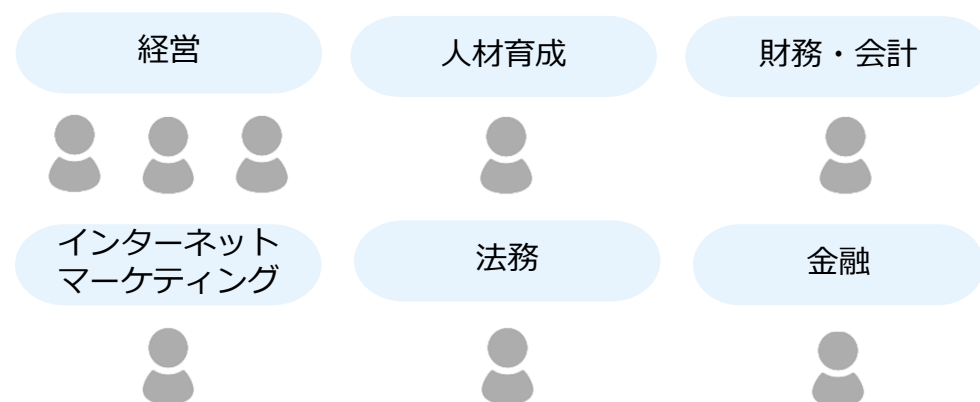 経営
人材育成
財務・会計
インターネット
マーケティング
法務
金融